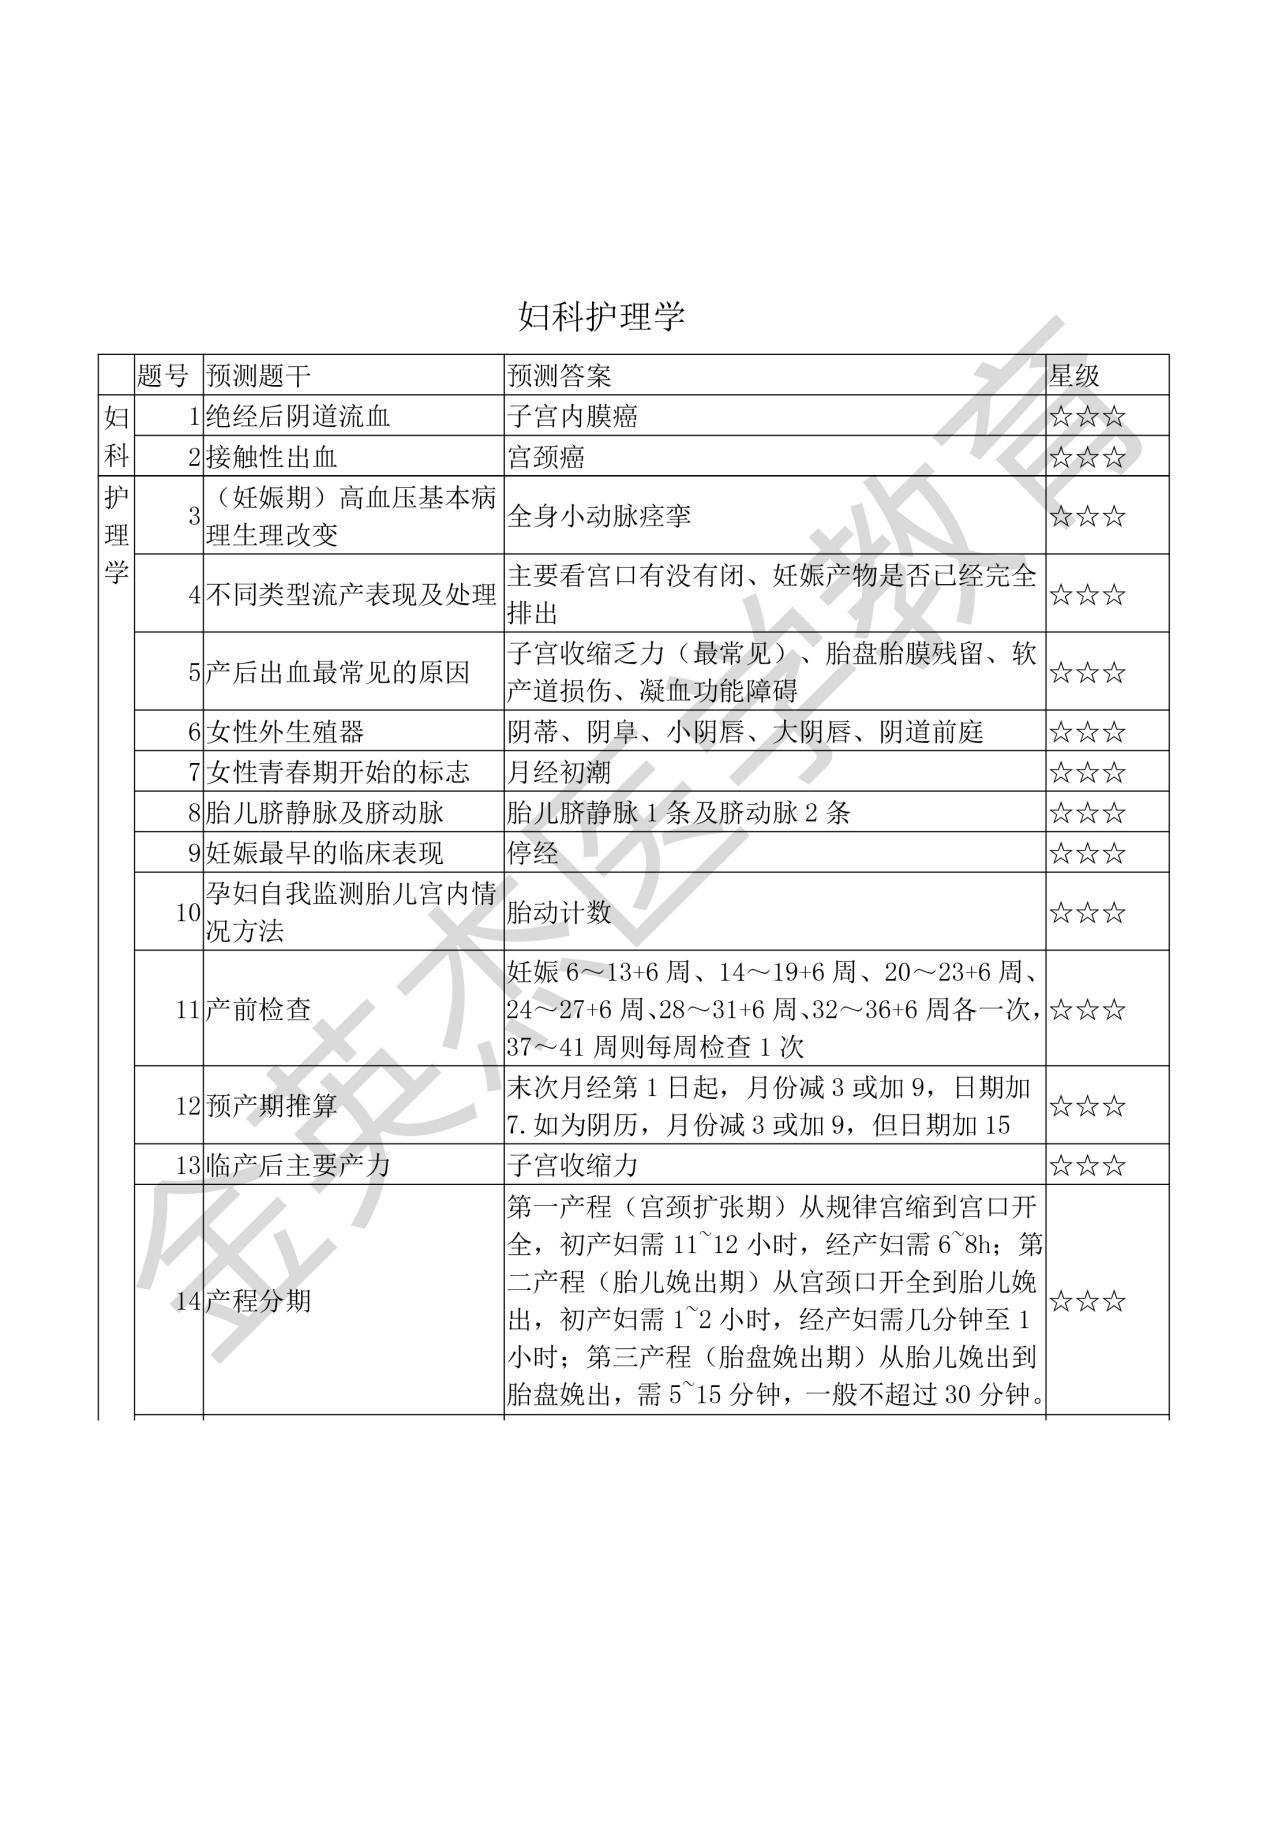 妇科护理学
题号 预测题干 预测答案 星级
妇
科
护
理
学
1 绝经后阴道流血 子宫内膜癌 ☆☆☆
2 接触性出血 宫颈癌 ☆☆☆
3 （妊娠期）高血压基本病
理生理改变 全身小动脉痉挛 ☆☆☆
4 不同类型流产表现及处理 主要看宫口有没有闭、妊娠产物是否已经完全
排出 ☆☆☆
5 产后出血最常见的原因 子宫收缩乏力（最常见）、胎盘胎膜残留、软
产道损伤、凝血功能障碍 ☆☆☆
6 女性外生殖器 阴蒂、阴阜、小阴唇、大阴唇、阴道前庭 ☆☆☆
7 女性青春期开始的标志 月经初潮 ☆☆☆
8 胎儿脐静脉及脐动脉 胎儿脐静脉 1 条及脐动脉 2 条 ☆☆☆
9 妊娠最早的临床表现 停经 ☆☆☆
10 孕妇自我监测胎儿宫内情
况方法 胎动计数 ☆☆☆
11 产前检查 妊娠 6～13+6 周、14～19+6 周、20～23+6 周、
24～27+6 周、28～31+6 周、32～36+6 周各一次，
37～41 周则每周检查 1 次 ☆☆☆
12 预产期推算 末次月经第 1 日起，月份减 3 或加 9，日期加
7.如为阴历，月份减 3 或加 9，但日期加 15 ☆☆☆
13 临产后主要产力 子宫收缩力 ☆☆☆
14 产程分期 第一产程（宫颈扩张期）从规律宫缩到宫口开
全，初产妇需 11~12 小时，经产妇需 6~8h；第
二产程（胎儿娩出期）从宫颈口开全到胎儿娩
出，初产妇需 1~2 小时，经产妇需几分钟至 1
小时；第三产程（胎盘娩出期）从胎儿娩出到
胎盘娩出，需 5~15 分钟，一般不超过 30 分钟。 ☆☆☆
金英杰医学教育